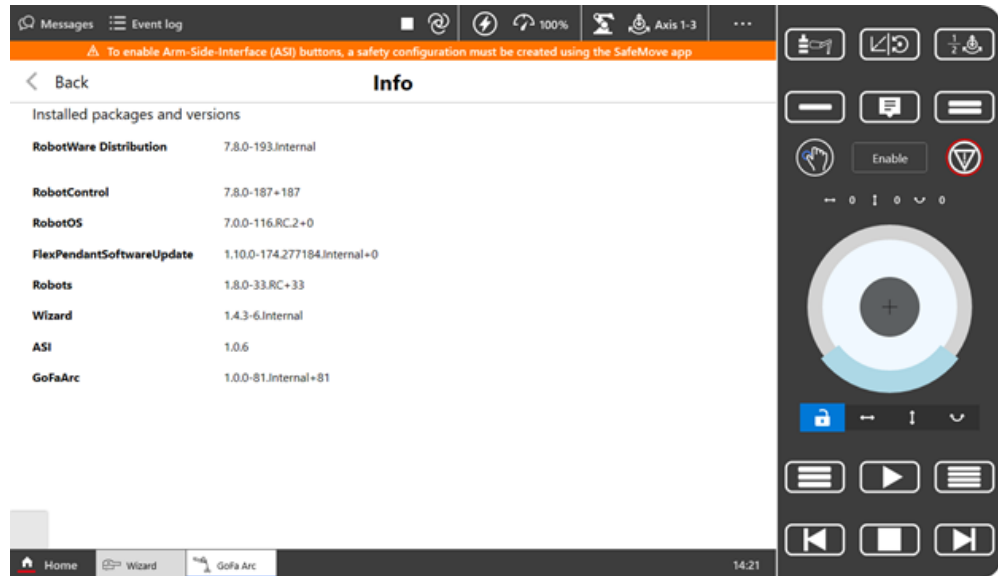 Messages Event log 100% Axis 1-3 ...
To enable Arm-Side-Interface (ASI) buttons, a safety configuration must be created using the SafeMove app
Back Info
Installed packages and versions
RobotWare Distribution 7.8.0-193.Internal
RobotControl 7.8.0-187+187
RobotOS 7.0.0-116.RC.2+0
FlexPendantSoftwareUpdate 1.10.0-174.277184.Internal+0
Robots 1.8.0-33.RC+33
Wizard 1.4.3-6.Internal
ASI 1.0.6
GoFaArc 1.0.0-81.Internal+81
Home Wizard GoFa Arc 14:21
1/2
Enable
0 0 0